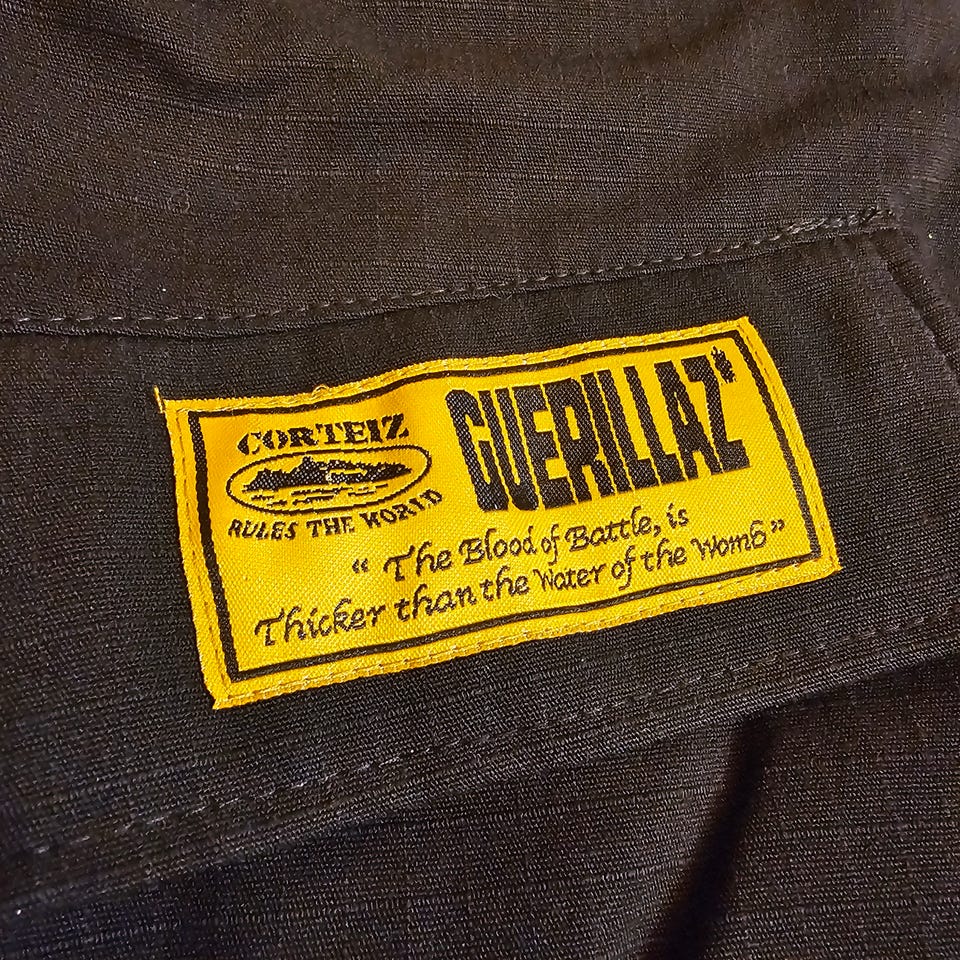 CORTEIZ
RULES THE WORLD
GUERILLAZ
“ The Blood of Battle, is
Thicker than the Water of the Womb”